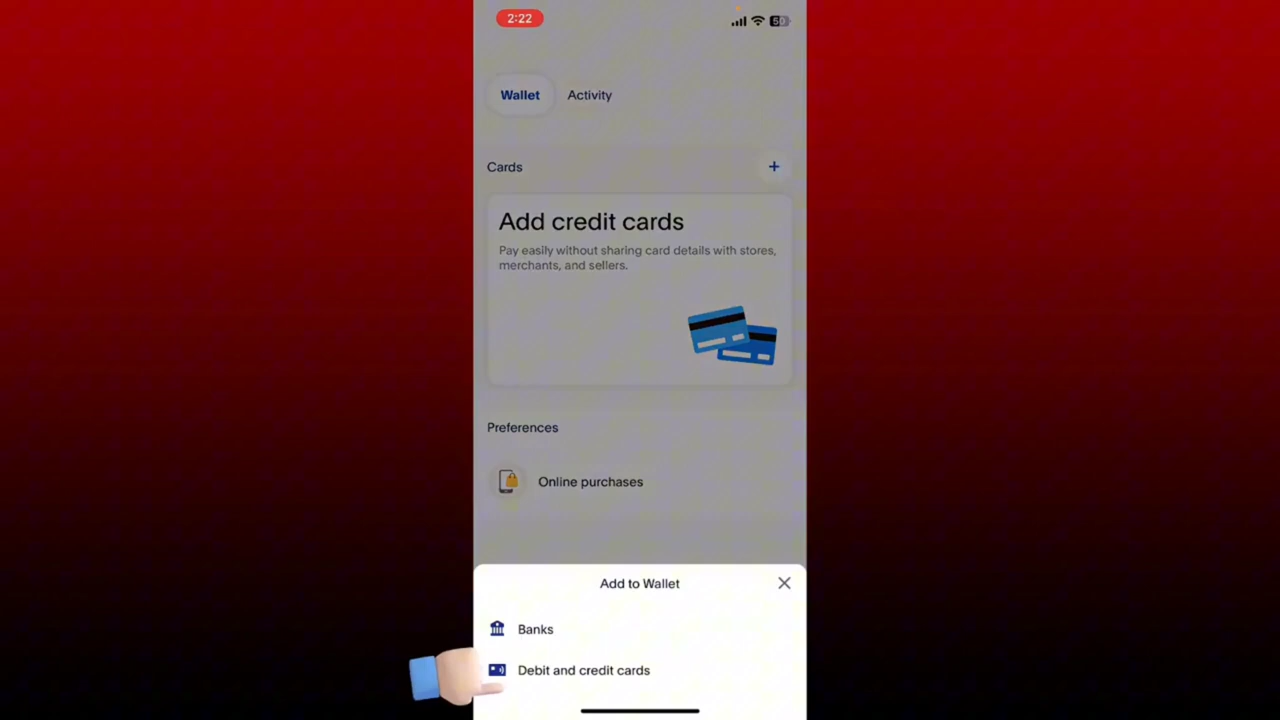 2:22
50
Wallet
Activity
Cards
Add credit cards
Pay easily without sharing card details with stores,
merchants, and sellers.
Preferences
Online purchases
Add to Wallet
Banks
Debit and credit cards